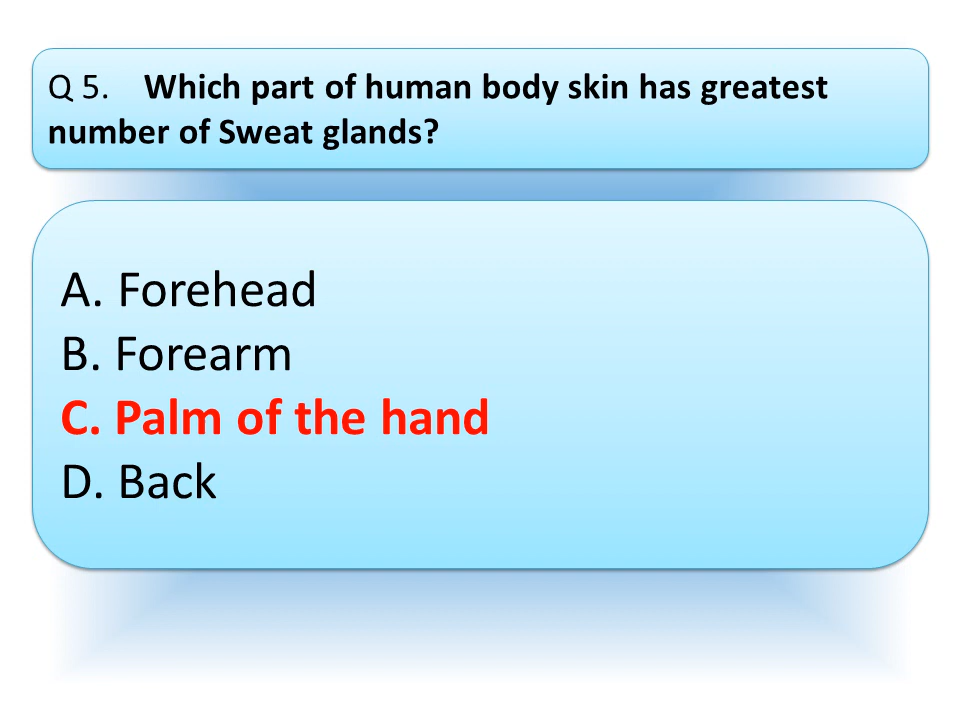 Q 5. Which part of human body skin has greatest
number of Sweat glands?
A. Forehead
B. Forearm
C. Palm of the hand
D. Back